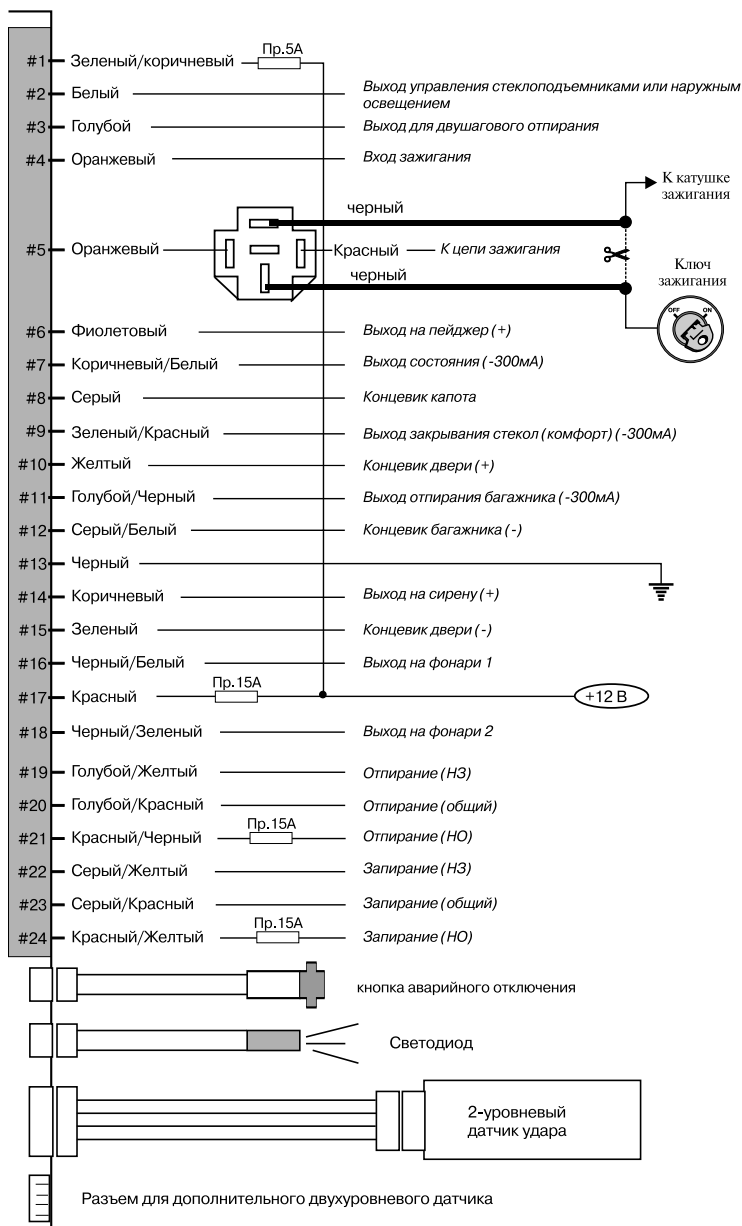 #1 Зеленый/коричневый Пр.5А
#2 Белый Выход управления стеклоподъемниками или наружным
освещением
#3 Голубой Выход для двушагового отпирания
#4 Оранжевый Вход зажигания
К катушке
зажигания
черный
#5 Оранжевый Красный К цепи зажигания
черный
Ключ
зажигания
OFF ON
#6 Фиолетовый Выход на пейджер (+)
#7 Коричневый/Белый Выход состояния (-300мА)
#8 Серый Концевик капота
#9 Зеленый/Красный Выход закрывания стекол (комфорт) (-300мА)
#10 Желтый Концевик двери (+)
#11 Голубой/Черный Выход отпирания багажника (-300мА)
#12 Серый/Белый Концевик багажника (-)
#13 Черный
#14 Коричневый Выход на сирену (+)
#15 Зеленый Концевик двери (-)
#16 Черный/Белый Выход на фонари 1
#17 Красный Пр.15А +12 В
#18 Черный/Зеленый Выход на фонари 2
#19 Голубой/Желтый Отпирание (НЗ)
#20 Голубой/Красный Отпирание (общий)
#21 Красный/Черный Пр.15А Отпирание (НО)
#22 Серый/Желтый Запирание (НЗ)
#23 Серый/Красный Запирание (общий)
#24 Красный/Желтый Пр.15А Запирание (НО)
кнопка аварийного отключения
Светодиод
2-уровневый
датчик удара
Разъем для дополнительного двухуровневого датчика